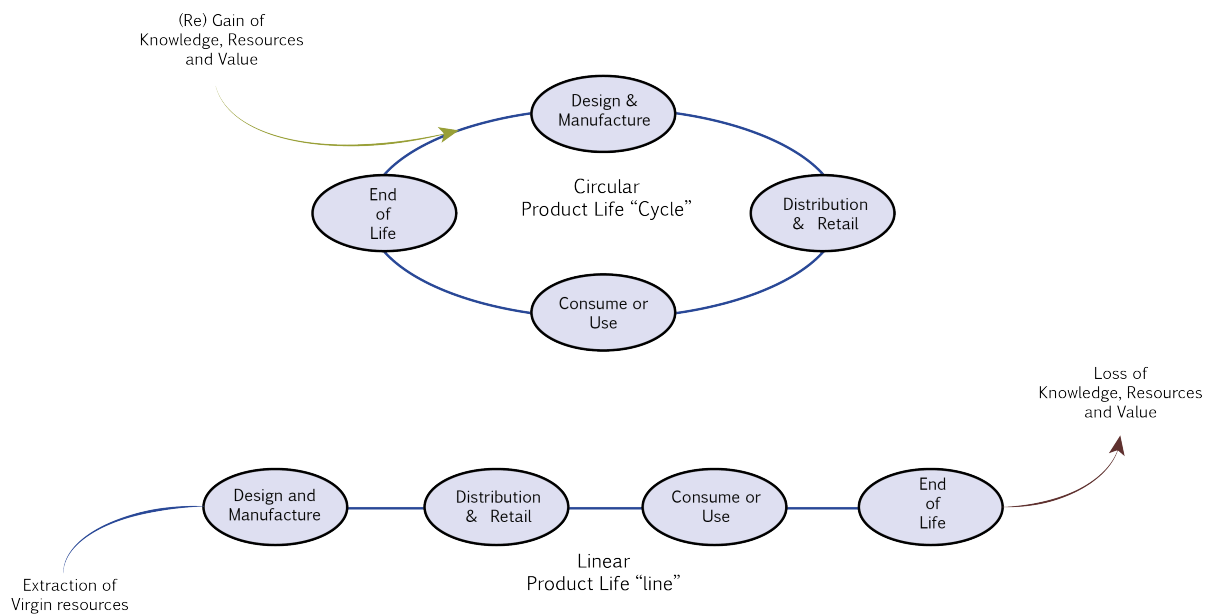 (Re) Gain of
Knowledge, Resources
and Value
Design &
Manufacture
End
of
Life
Circular
Product Life “Cycle”
Distribution
& Retail
Consume or
Use
Loss of
Knowledge, Resources
and Value
Design and
Manufacture
Distribution
& Retail
Consume or
Use
End
of
Life
Linear
Product Life “line”
Extraction of
Virgin resources